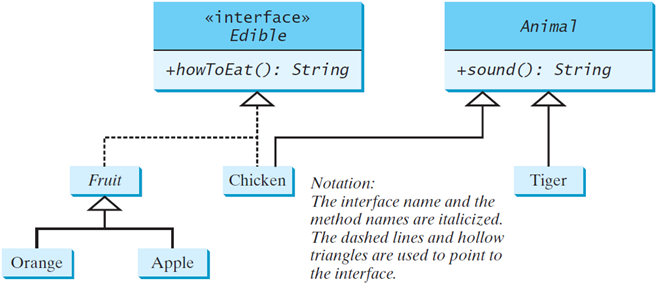 «interface»
Edible
+howToEat(): String
Animal
+sound(): String
Fruit
Chicken
Tiger
Orange
Apple
Notation:
The interface name and the
method names are italicized.
The dashed lines and hollow
triangles are used to point to
the interface.